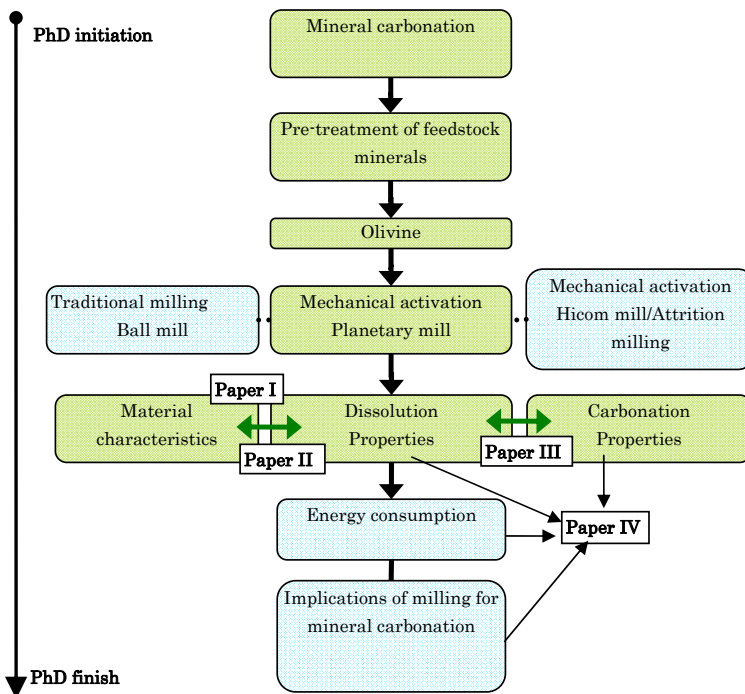 PhD initiation
Mineral carbonation
Pre-treatment of feedstock
minerals
Olivine
Traditional milling
Ball mill
Mechanical activation
Planetary mill
Mechanical activation
Hicom mill/Attrition
milling
Paper I
Material
characteristics
Paper II
Dissolution
Properties
Paper III
Carbonation
Properties
Energy consumption
Paper IV
Implications of milling for
mineral carbonation
PhD finish